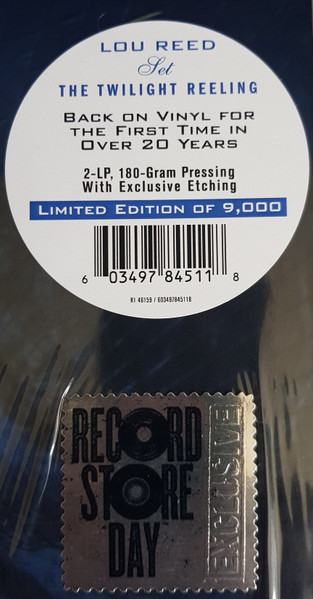 LOU REED
Set
THE TWILIGHT REELING
BACK ON VINYL FOR
THE FIRST TIME IN
OVER 20 YEARS
2-LP, 180-Gram Pressing
With Exclusive Etching
LIMITED EDITION OF 9,000
6 03497 84511 8
R1 46159 / 603497845118
RECORD
STORE
DAY
EXCLUSIVE